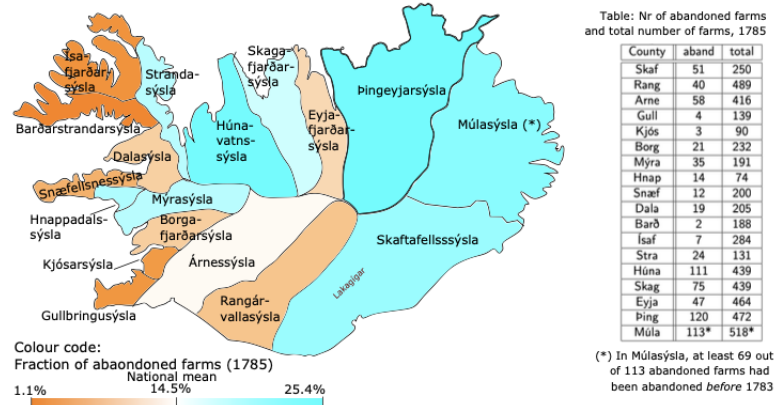 Ísa-
fjarðar-
sýsla
Stranda-
sýsla
Skaga-
fjarðar-
sýsla
Þingeyjarsýsla
Barðarstrandarsýsla
Húna-
vatns-
sýsla
Eyja-
fjarðar-
sýsla
Múlasýsla (*)
Dalasýsla
Snæfellsnessýsla
Mýrasýsla
Hnappadals-
sýsla
Borga-
fjarðarsýsla
Skaftafellsssýsla
Kjósarsýsla
Árnessýsla
Lakagígar
Rangár-
vallasýsla
Gullbringusýsla
Colour code:
Fraction of abaondoned farms (1785)
National mean
1.1% 14.5% 25.4%
Table: Nr of abandoned farms
and total number of farms, 1785
County aband total
Skaf 51 250
Rang 40 489
Arne 58 416
Gull 4 139
Kjós 3 90
Borg 21 232
Mýra 35 191
Hnap 14 74
Snæf 12 200
Dala 19 205
Barð 2 188
Ísaf 7 284
Stra 24 131
Húna 111 439
Skag 75 439
Eyja 47 464
Þing 120 472
Múla 113* 518*
(*) In Múlasýsla, at least 69 out
of 113 abandoned farms had
been abandoned before 1783